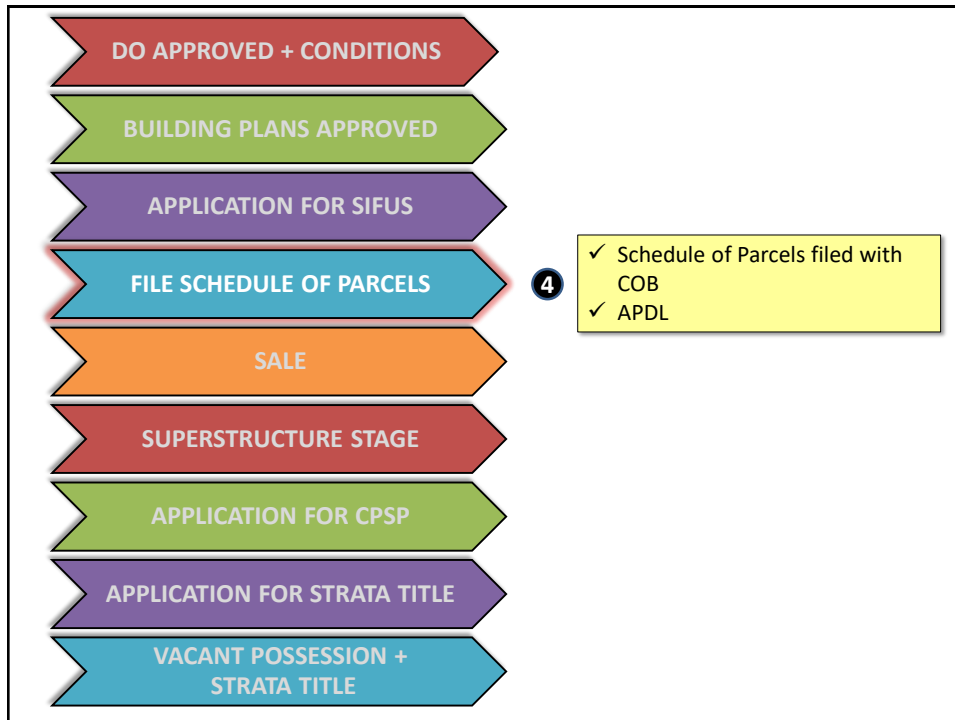 DO APPROVED + CONDITIONS
BUILDING PLANS APPROVED
APPLICATION FOR SIFUS
FILE SCHEDULE OF PARCELS
4
✓ Schedule of Parcels filed with
COB
✓ APDL
SALE
SUPERSTRUCTURE STAGE
APPLICATION FOR CPSP
APPLICATION FOR STRATA TITLE
VACANT POSSESSION +
STRATA TITLE